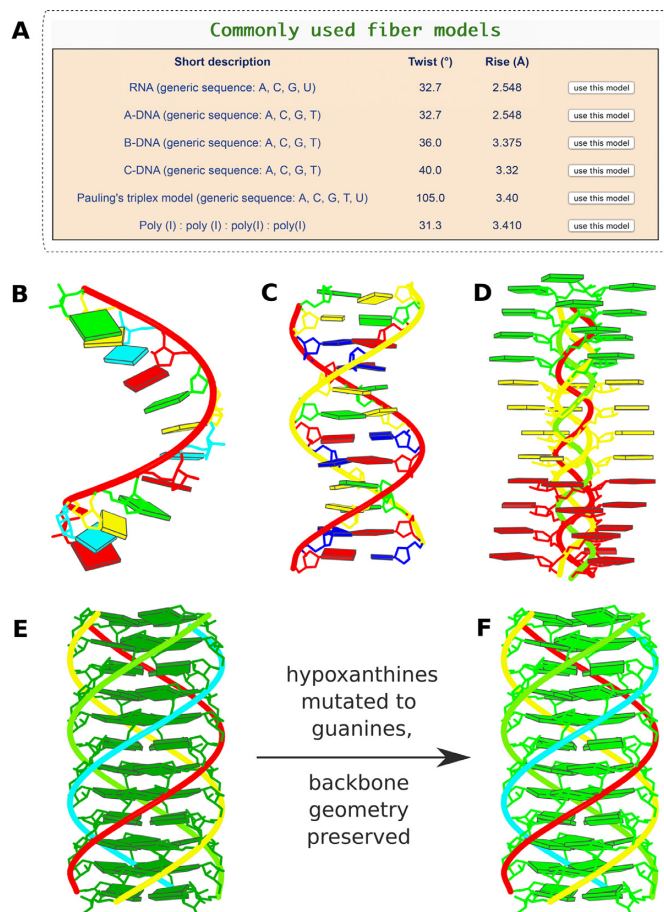 A
Commonly used fiber models
Short description Twist (°) Rise (Å)
RNA (generic sequence: A, C, G, U) 32.7 2.548 use this model
A-DNA (generic sequence: A, C, G, T) 32.7 2.548 use this model
B-DNA (generic sequence: A, C, G, T) 36.0 3.375 use this model
C-DNA (generic sequence: A, C, G, T) 40.0 3.32 use this model
Pauling's triplex model (generic sequence: A, C, G, T, U) 105.0 3.40 use this model
Poly (I) : poly (I) : poly(I) : poly(I) 31.3 3.410 use this model
B C D
E F
hypoxanthines
mutated to
guanines,
backbone
geometry
preserved